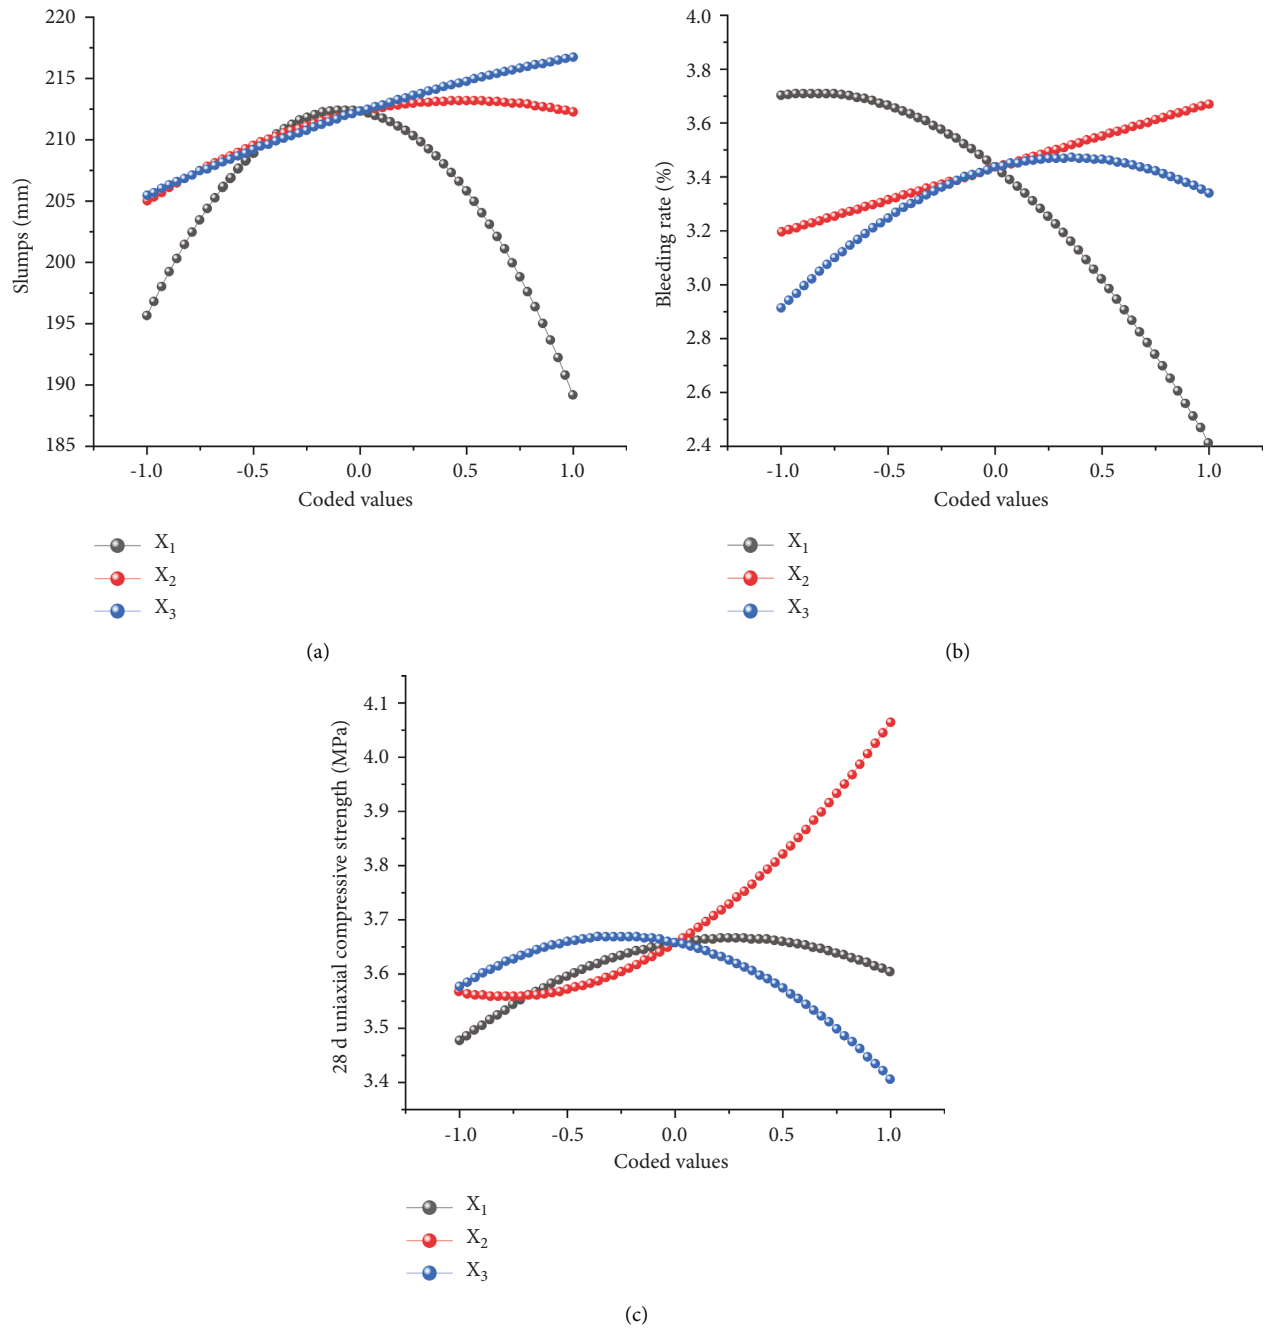 220
215
210
205
200
195
190
185
Slumps (mm)
-1.0 -0.5 0.0 0.5 1.0
Coded values
X1
X2
X3
(a)
4.0
3.8
3.6
3.4
3.2
3.0
2.8
2.6
2.4
Bleeding rate (%)
-1.0 -0.5 0.0 0.5 1.0
Coded values
X1
X2
X3
(b)
4.1
4.0
3.9
3.8
3.7
3.6
3.5
3.4
28 d uniaxial compressive strength (MPa)
-1.0 -0.5 0.0 0.5 1.0
Coded values
X1
X2
X3
(c)